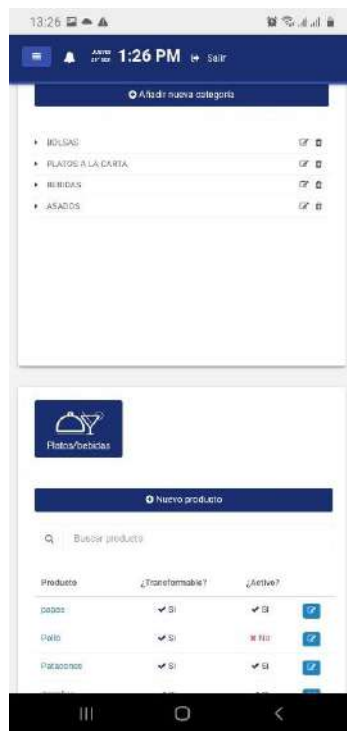 13:26
1:26 PM Salir
Añadir nueva categoría
BOLSAS
PLATOS A LA CARTA
BEBIDAS
ASADOS
Platos/bebidas
Nuevo producto
Buscar producto
Producto ¿Transformable? ¿Activo?
papas Si Si
Pollo Si No
Patacones Si Si